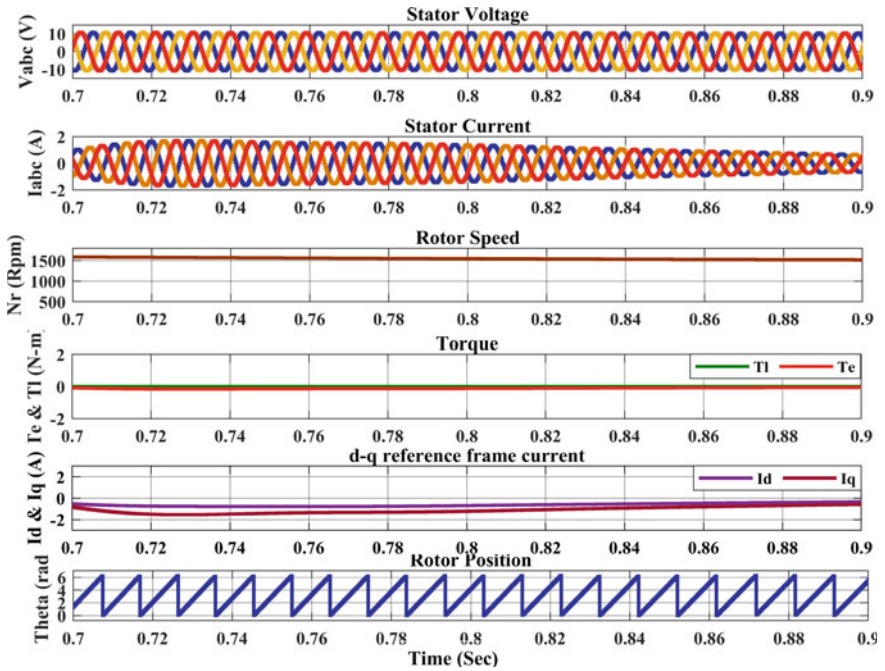 Stator Voltage
Vabc (V)
10
0
-10
0.7 0.72 0.74 0.76 0.78 0.8 0.82 0.84 0.86 0.88 0.9
Stator Current
Iabc (A)
2
0
-2
0.7 0.72 0.74 0.76 0.78 0.8 0.82 0.84 0.86 0.88 0.9
Rotor Speed
Nr (Rpm)
1500
1000
500
0.7 0.72 0.74 0.76 0.78 0.8 0.82 0.84 0.86 0.88 0.9
Torque
Te & Tl (N-m)
2
0
-2
Tl Te
0.7 0.72 0.74 0.76 0.78 0.8 0.82 0.84 0.86 0.88 0.9
d-q reference frame current
Id & Iq (A)
2
0
-2
Id Iq
0.7 0.72 0.74 0.76 0.78 0.8 0.82 0.84 0.86 0.88 0.9
Rotor Position
Theta (rad
6
4
2
0
0.7 0.72 0.74 0.76 0.78 0.8 0.82 0.84 0.86 0.88 0.9
Time (Sec)